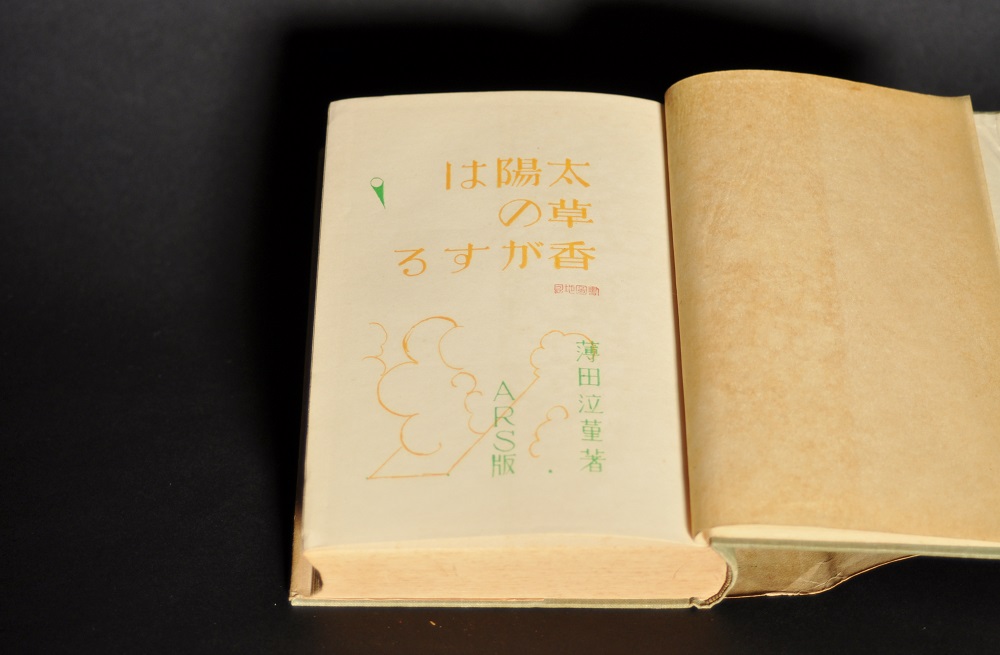 太陽は
草の
香がする
薄田泣菫著
ARS版